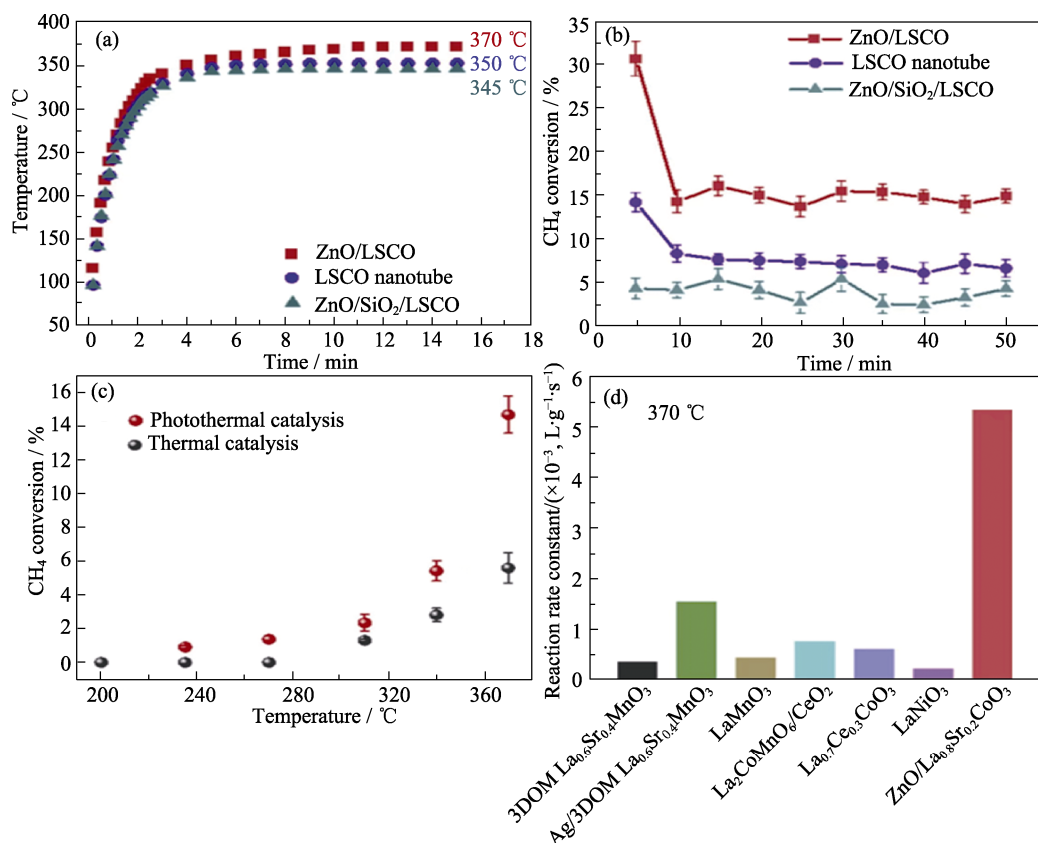 (a)
400
350
300
250
200
150
100
50
Temperature / ℃
370 ℃
350 ℃
345 ℃
ZnO/LSCO
LSCO nanotube
ZnO/SiO₂/LSCO
0 2 4 6 8 10 12 14 16 18
Time / min
(b)
35
30
25
20
15
10
5
0
CH₄ conversion / %
ZnO/LSCO
LSCO nanotube
ZnO/SiO₂/LSCO
0 10 20 30 40 50
Time / min
(c)
16
14
12
10
8
6
4
2
0
CH₄ conversion / %
Photothermal catalysis
Thermal catalysis
200 240 280 320 360
Temperature / ℃
(d)
370 ℃
6
5
4
3
2
1
0
Reaction rate constant/(×10⁻³, L·g⁻¹·s⁻¹)
3DOM La₀.₆Sr₀.₄MnO₃
Ag/3DOM La₀.₆Sr₀.₄MnO₃
LaMnO₃
La₂CoMnO₆/CeO₂
La₀.₇Ce₀.₃CoO₃
LaNiO₃
ZnO/La₀.₈Sr₀.₂CoO₃